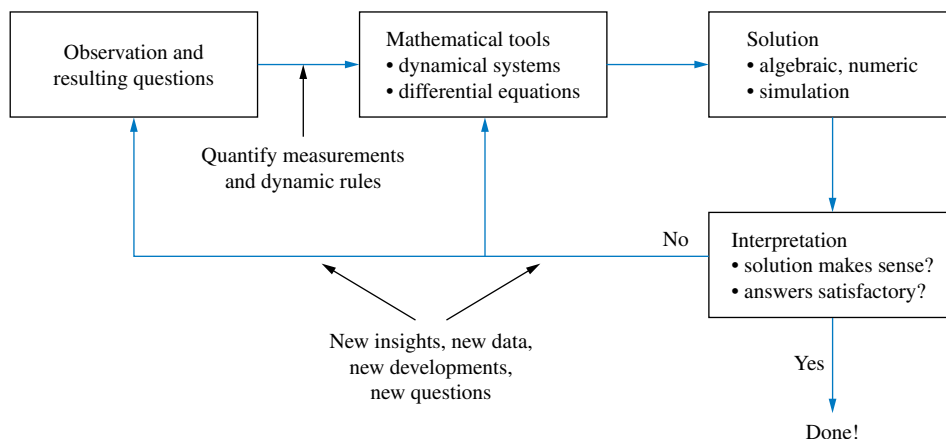 Observation and
resulting questions
Mathematical tools
• dynamical systems
• differential equations
Solution
• algebraic, numeric
• simulation
Quantify measurements
and dynamic rules
No
Interpretation
• solution makes sense?
• answers satisfactory?
New insights, new data,
new developments,
new questions
Yes
Done!